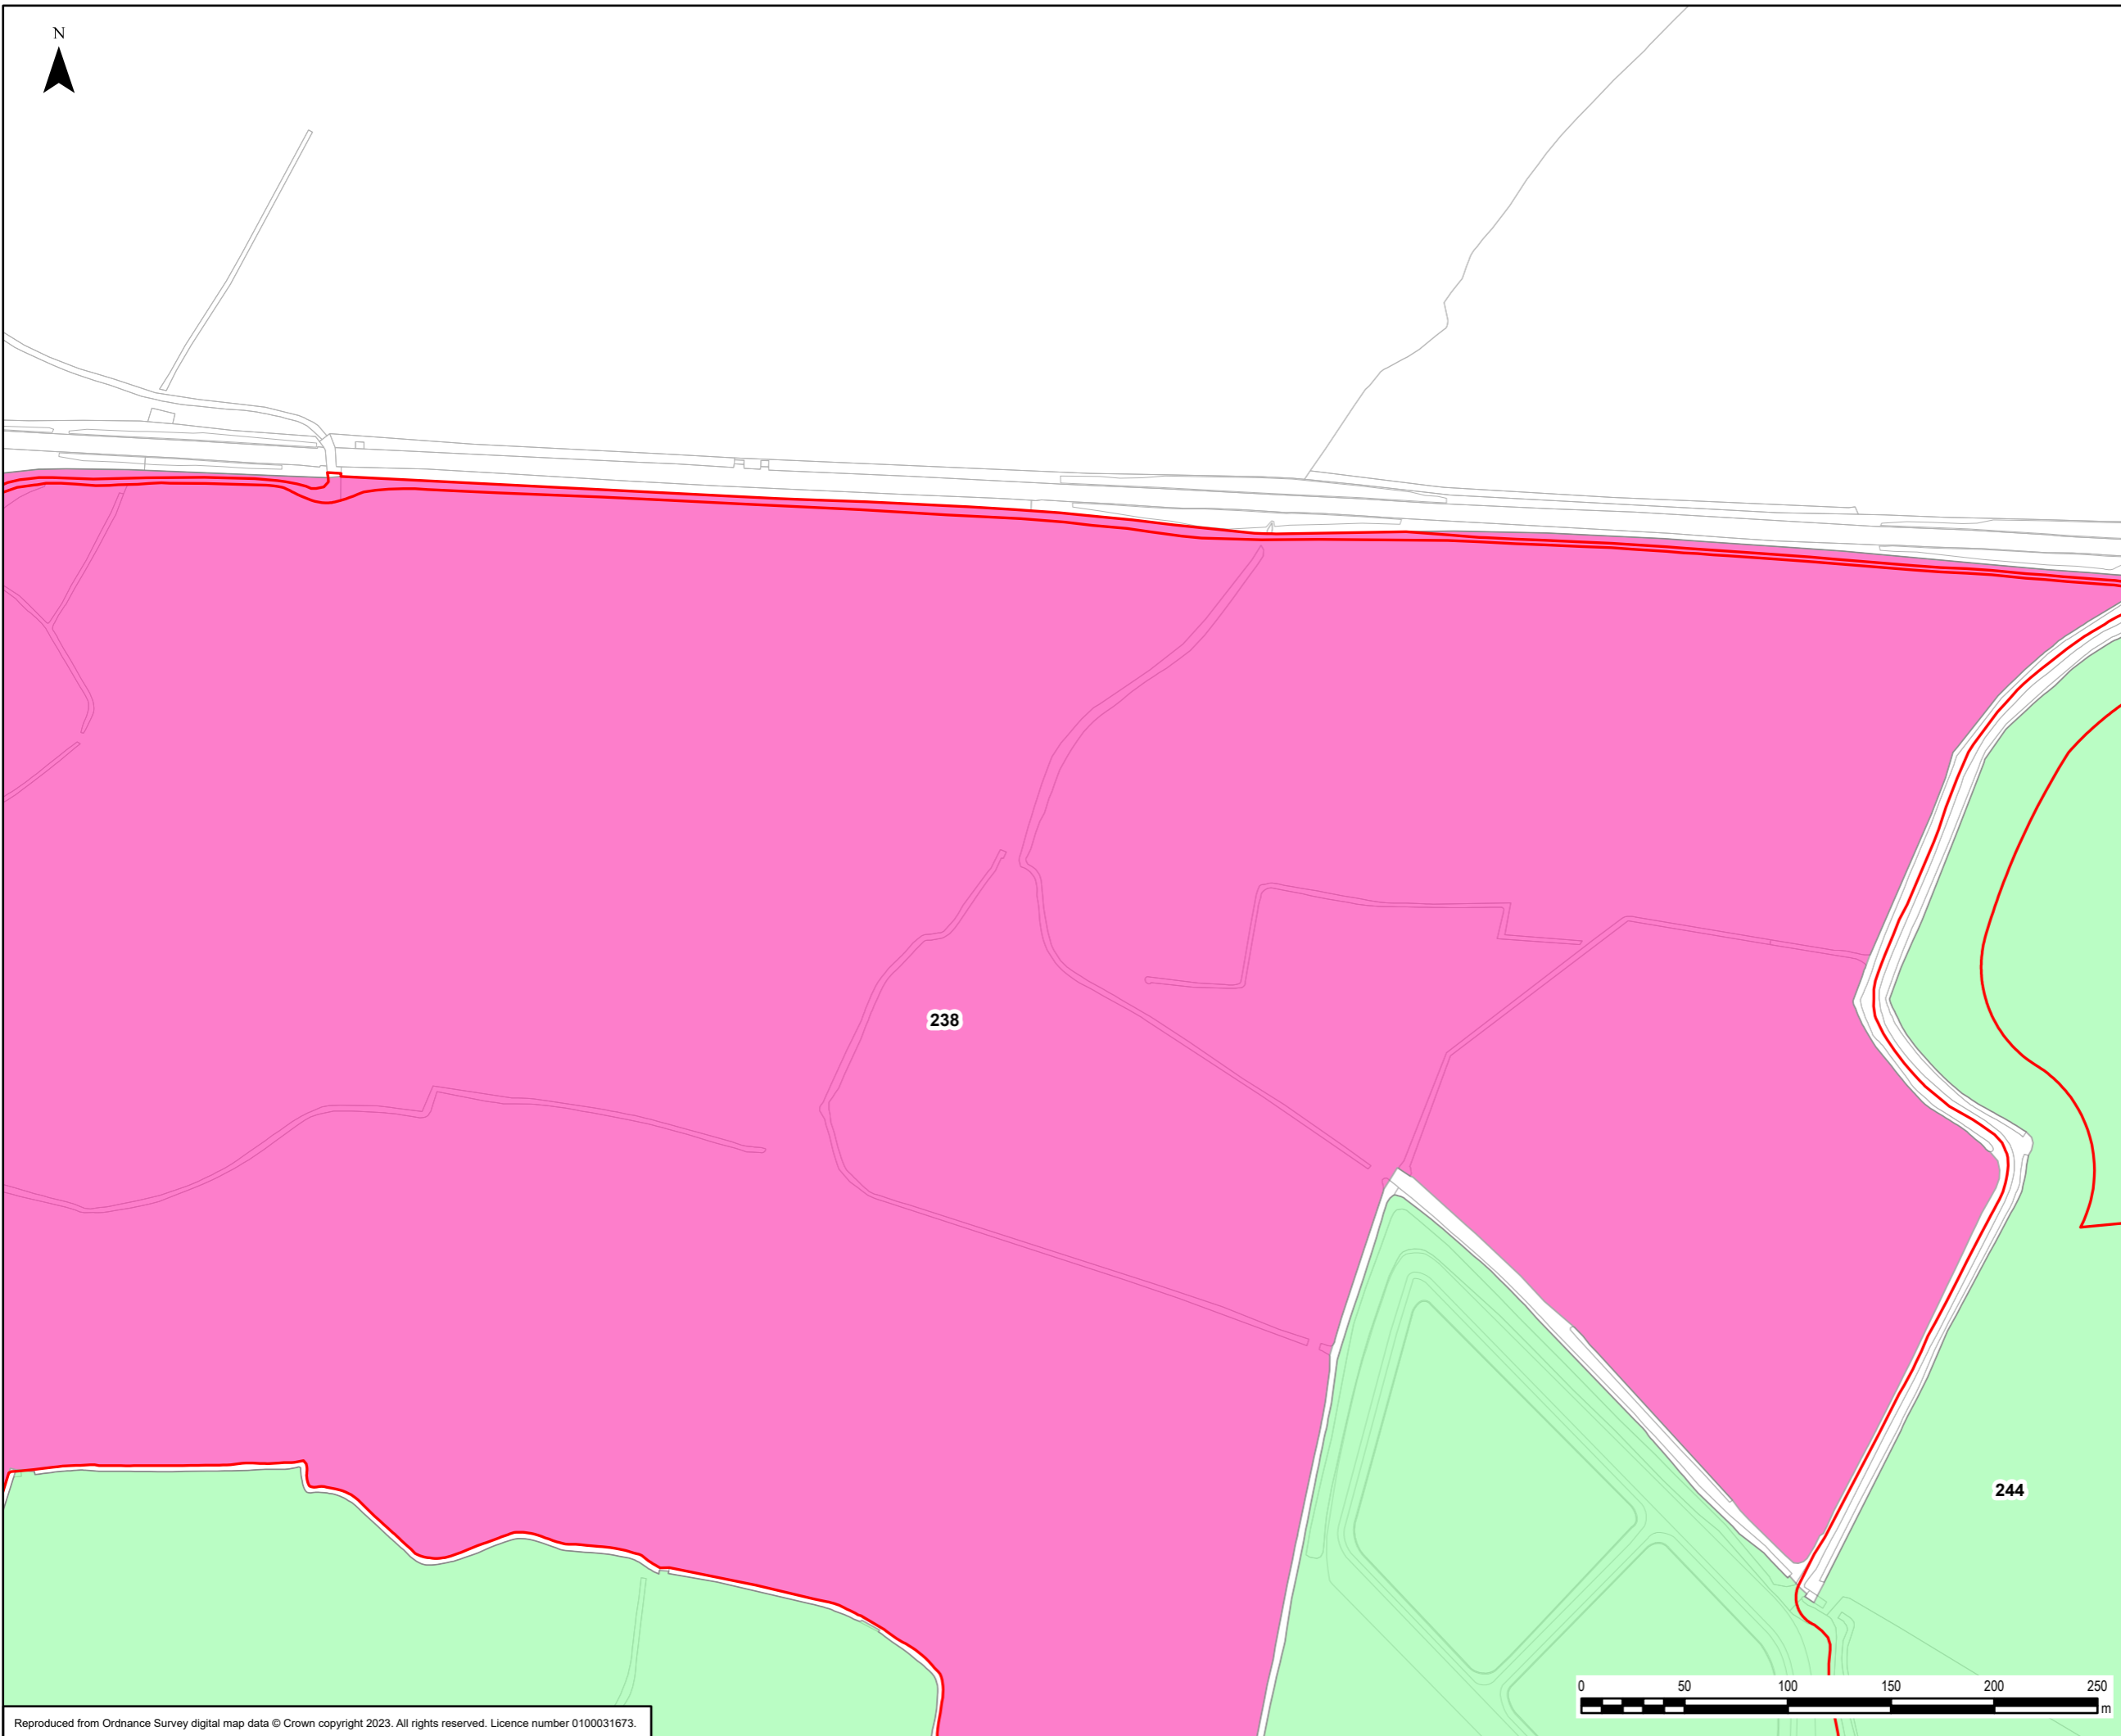 N
238
244
0 50 100 150 200 250
m
Reproduced from Ordnance Survey digital map data © Crown copyright 2023. All rights reserved. Licence number 0100031673.